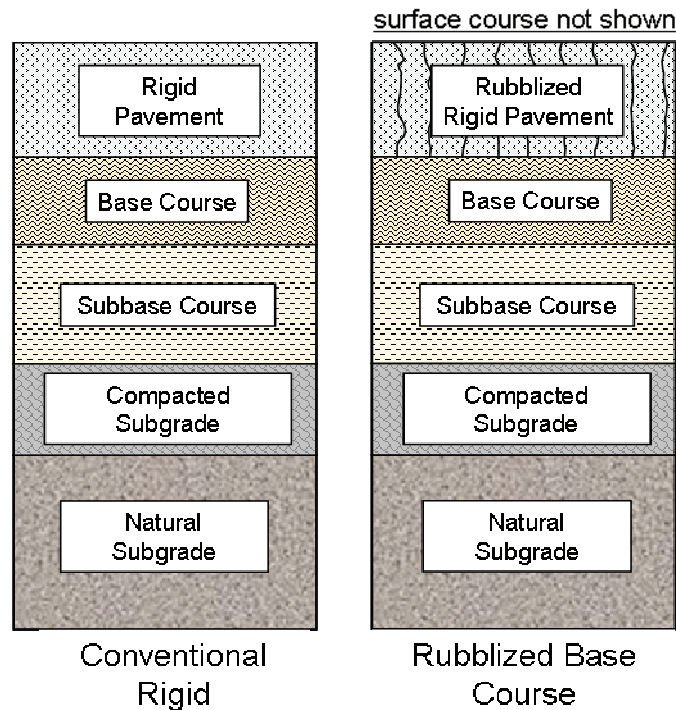 surface course not shown
Rigid
Pavement
Base Course
Subbase Course
Compacted
Subgrade
Natural
Subgrade
Conventional
Rigid
Rubblized
Rigid Pavement
Base Course
Subbase Course
Compacted
Subgrade
Natural
Subgrade
Rubblized Base
Course